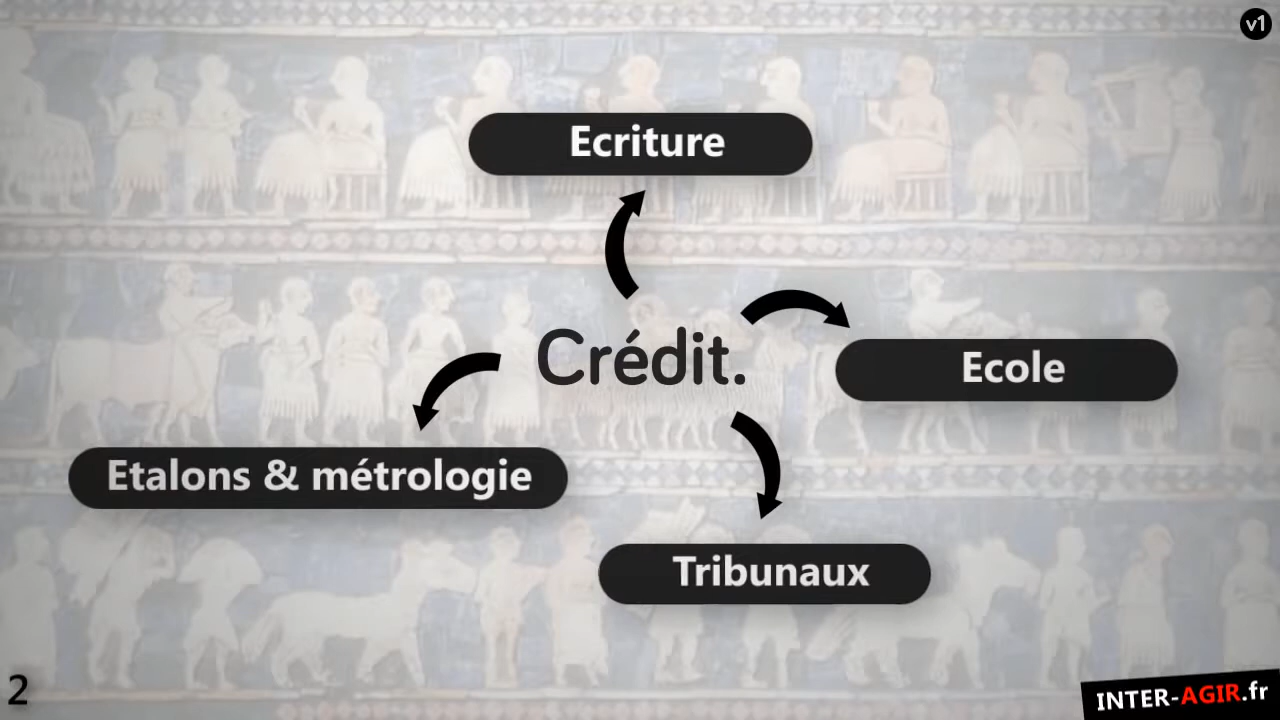 v1
Ecriture
Crédit.
Ecole
Etalons & métrologie
Tribunaux
2
INTER-AGIR.fr